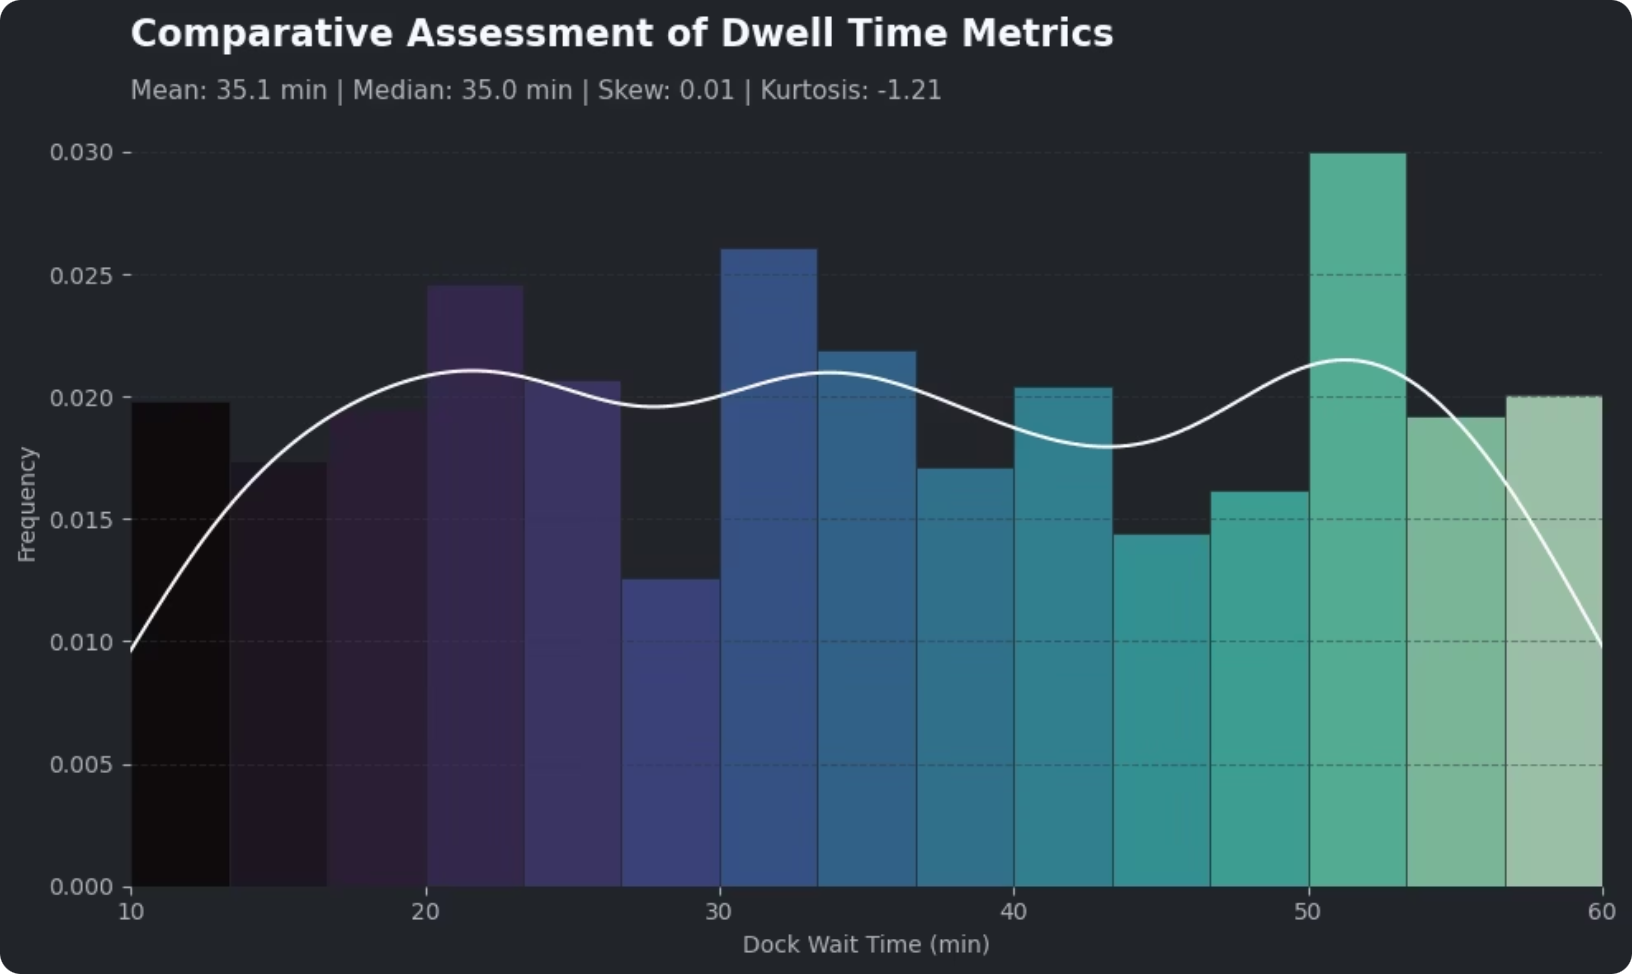 Comparative Assessment of Dwell Time Metrics
Mean: 35.1 min | Median: 35.0 min | Skew: 0.01 | Kurtosis: -1.21
0.030
0.025
0.020
0.015
0.010
0.005
0.000
Frequency
10 20 30 40 50 60
Dock Wait Time (min)